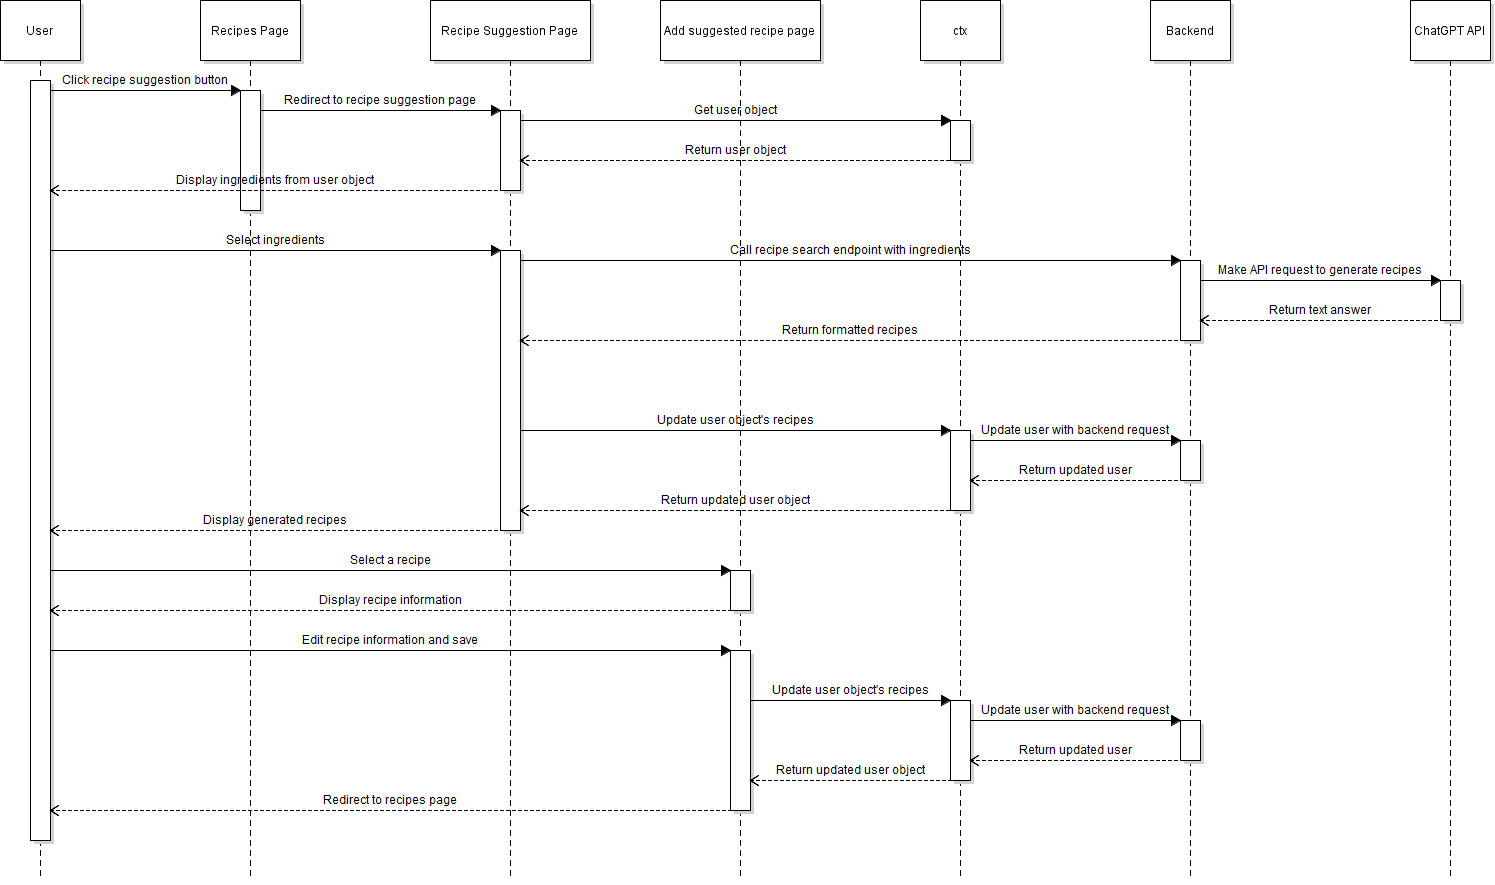 User
Recipes Page
Recipe Suggestion Page
Add suggested recipe page
ctx
Backend
ChatGPT API
Click recipe suggestion button
Redirect to recipe suggestion page
Get user object
Return user object
Display ingredients from user object
Select ingredients
Call recipe search endpoint with ingredients
Make API request to generate recipes
Return text answer
Return formatted recipes
Update user object's recipes
Update user with backend request
Return updated user
Return updated user object
Display generated recipes
Select a recipe
Display recipe information
Edit recipe information and save
Update user object's recipes
Update user with backend request
Return updated user
Return updated user object
Redirect to recipes page